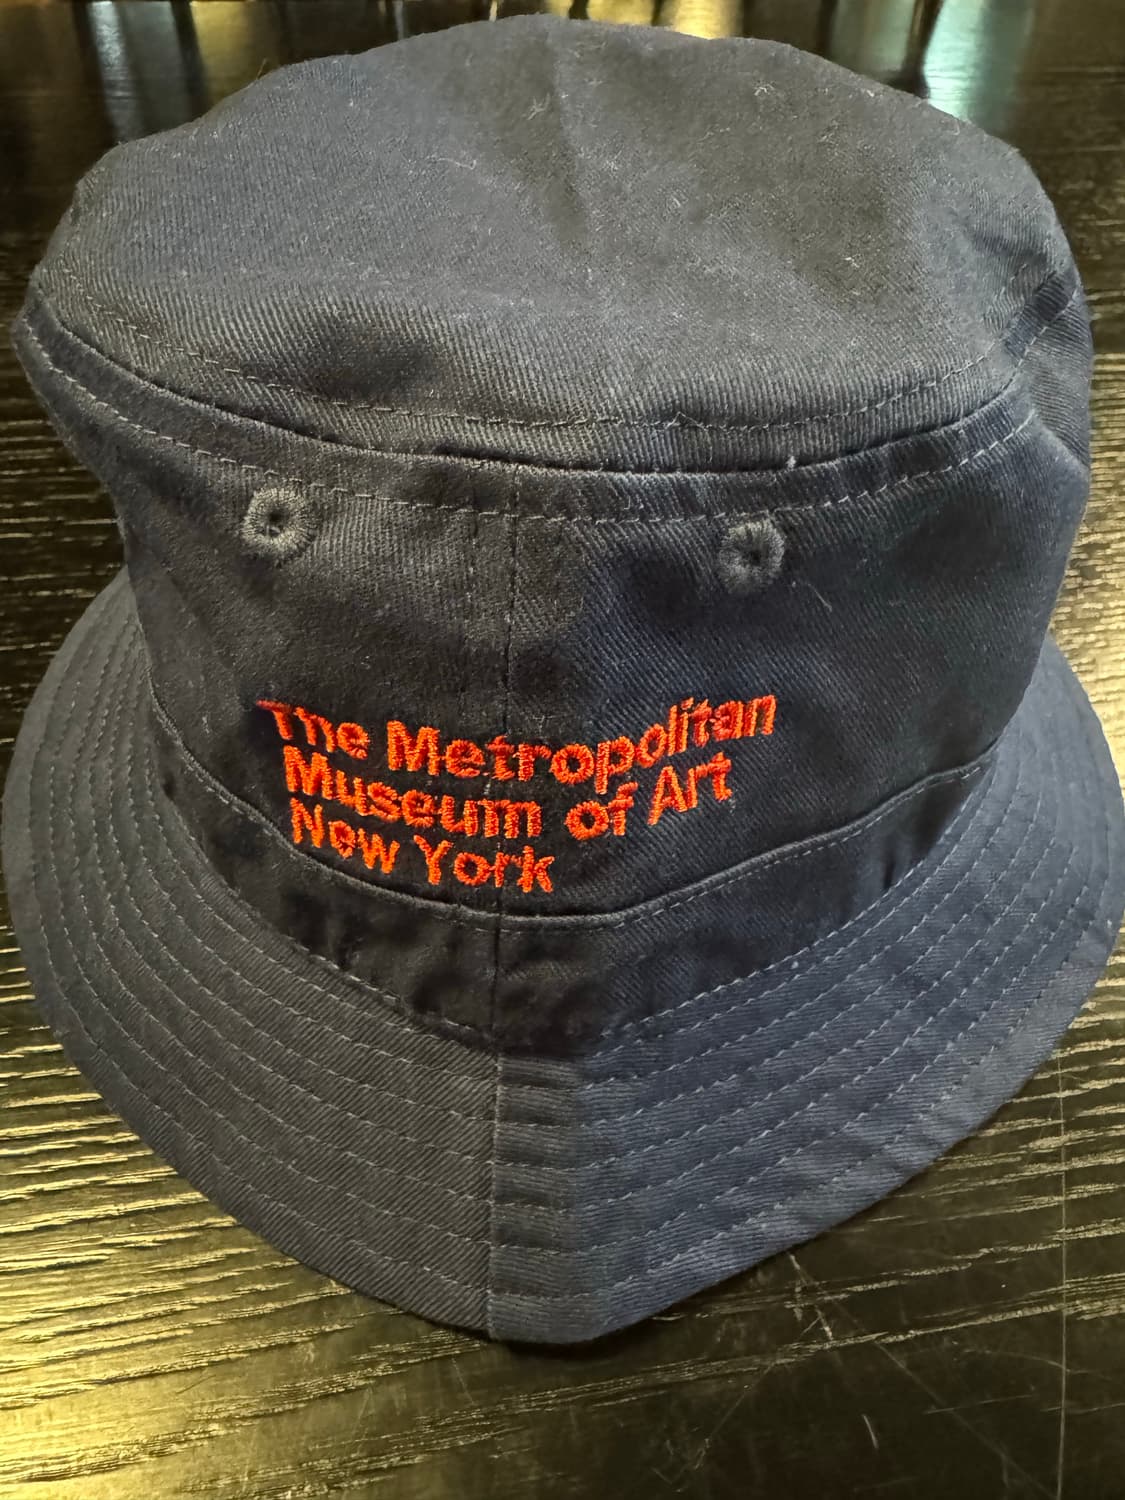 The Metropolitan
Museum of Art
New York